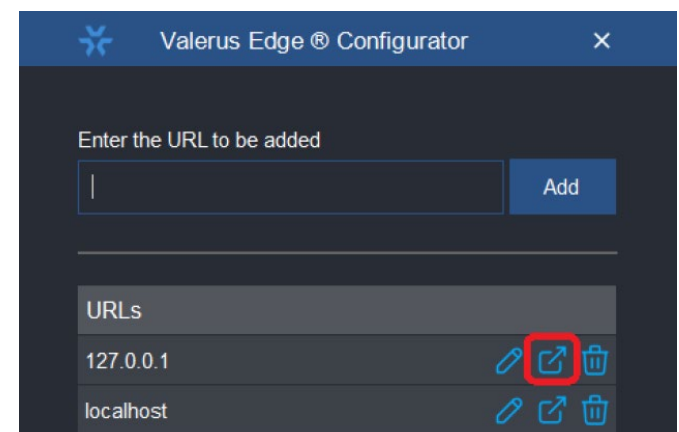 Valerus Edge ® Configurator
Enter the URL to be added
Add
URLs
127.0.0.1
localhost